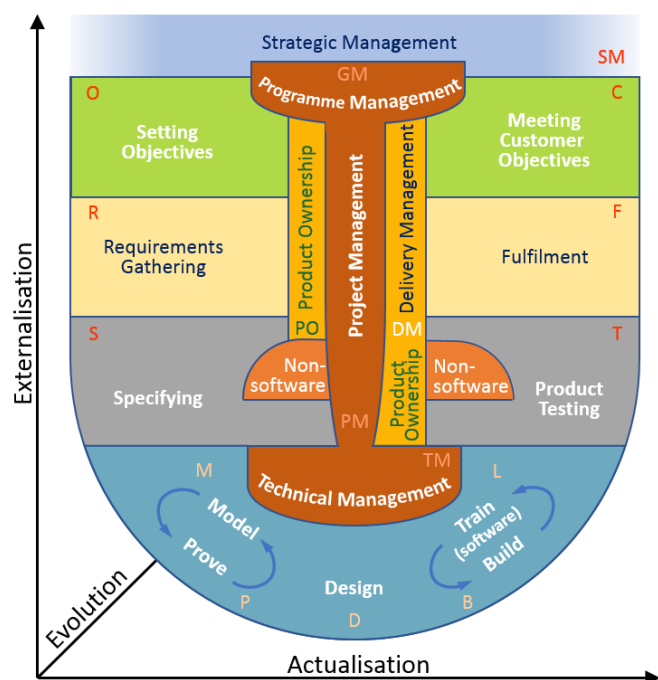 Strategic Management
SM
GM
Programme Management
O
Setting
Objectives
C
Meeting
Customer
Objectives
Product Ownership
Project Management
Delivery Management
R
Requirements
Gathering
F
Fulfilment
PO
DM
S
Specifying
Non-
software
Product
Ownership
Non-
software
T
Product
Testing
PM
TM
Technical Management
M
Model
Prove
P
L
Train
(software)
Build
B
Design
D
Externalisation
Evolution
Actualisation